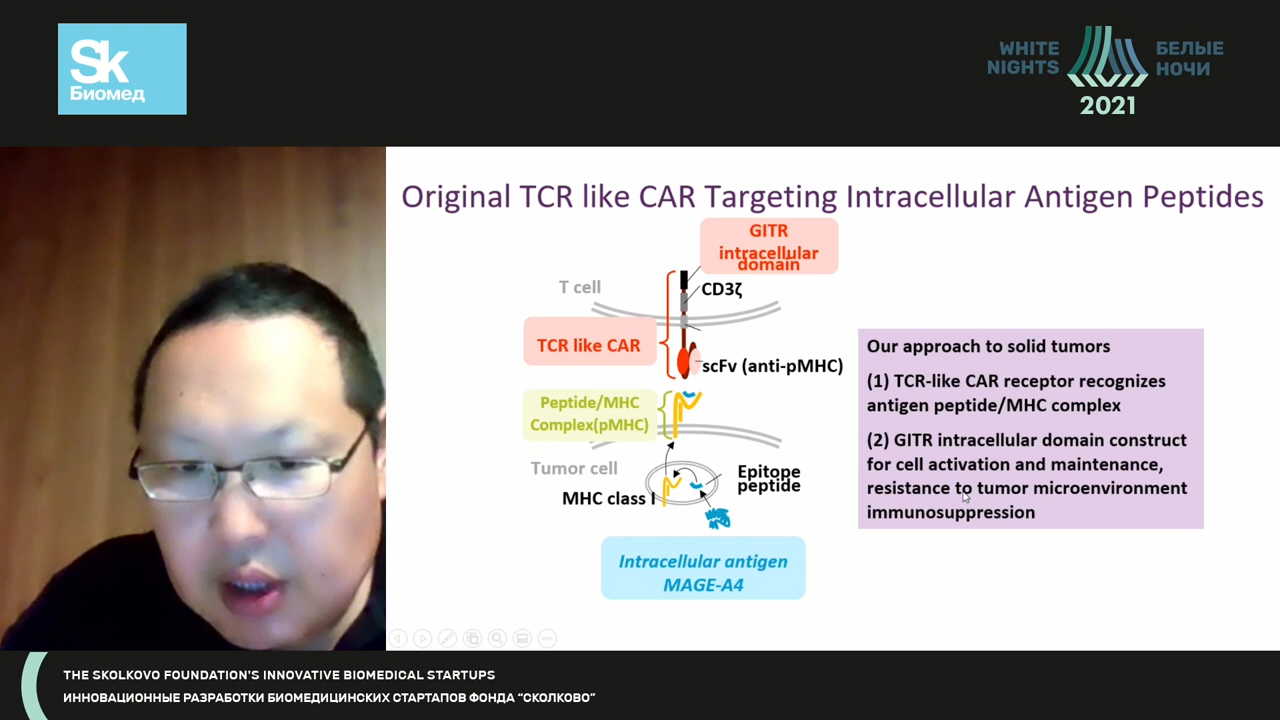 Sk
Биомед
WHITE
NIGHTS
БЕЛЫЕ
НОЧИ
2021
Original TCR like CAR Targeting Intracellular Antigen Peptides
GITR
intracellular
domain
T cell
CD3ζ
TCR like CAR
scFv (anti-pMHC)
Peptide/MHC
Complex(pMHC)
Tumor cell
Epitope
peptide
MHC class I
Intracellular antigen
MAGE-A4
Our approach to solid tumors
(1) TCR-like CAR receptor recognizes
antigen peptide/MHC complex
(2) GITR intracellular domain construct
for cell activation and maintenance,
resistance to tumor microenvironment
immunosuppression
THE SKOLKOVO FOUNDATION'S INNOVATIVE BIOMEDICAL STARTUPS
ИННОВАЦИОННЫЕ РАЗРАБОТКИ БИОМЕДИЦИНСКИХ СТАРТАПОВ ФОНДА "СКОЛКОВО"